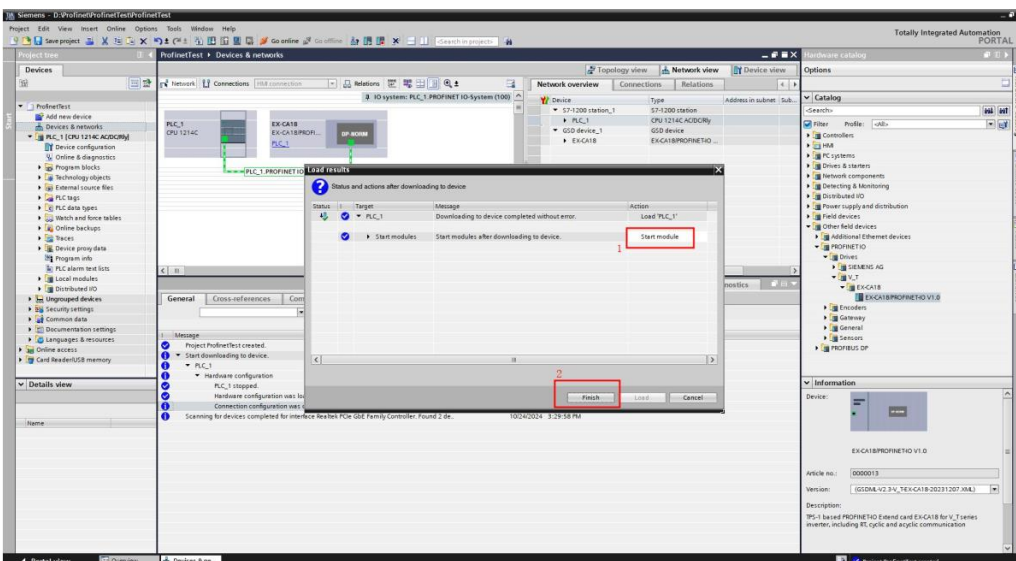 Siemens - D:\Profinet\ProfinetTest\ProfinetTest
Project Edit View Insert Online Options Tools Window Help
Save project
Go online
Go offline
<Search in project>
Totally Integrated Automation
PORTAL
Project tree
Devices
ProfinetTest
Add new device
Devices & networks
PLC_1 [CPU 1214C AC/DC/Rly]
Device configuration
Online & diagnostics
Program blocks
Technology objects
External source files
PLC tags
PLC data types
Watch and force tables
Online backups
Traces
Device proxy data
Program info
PLC alarm text lists
Local modules
Distributed I/O
Ungrouped devices
Security settings
Common data
Documentation settings
Languages & resources
Online access
Card Reader/USB memory
Details view
Name
Start
ProfinetTest
Devices & networks
Topology view
Network view
Device view
Network
Connections
HMI connection
Relations
IO system: PLC_1.PROFINET IO-System (100)
PLC_1
CPU 1214C
EX-CA18
EX-CA18/PROFI...
PLC_1
DP-NORM
PLC_1.PROFINET IO
Network overview
Connections
Relations
Device
Type
Address in subnet
Sub...
S7-1200 station_1
S7-1200 station
PLC_1
CPU 1214C AC/DC/Rly
GSD device_1
GSD device
EX-CA18
EX-CA18/PROFINET-IO ...
Load results
Status and actions after downloading to device
Status
!
Target
Message
Action
PLC_1
Downloading to device completed without error.
Load 'PLC_1'
Start modules
Start modules after downloading to device.
Start module
1
2
Finish
Load
Cancel
nostics
General
Cross-references
Com
! Message
Project ProfinetTest created.
Start downloading to device.
PLC_1
Hardware configuration
PLC_1 stopped.
Hardware configuration was loa
Connection configuration was
Scanning for devices completed for interface Realtek PCIe GbE Family Controller. Found 2 de..
10/24/2024 3:29:58 PM
Hardware catalog
Options
Catalog
<Search>
Filter
Profile:
<All>
Controllers
HMI
PC systems
Drives & starters
Network components
Detecting & Monitoring
Distributed I/O
Power supply and distribution
Field devices
Other field devices
Additional Ethernet devices
PROFINET IO
Drives
SIEMENS AG
V_T
EX-CA18
EX-CA18/PROFINET-IO V1.0
Encoders
Gateway
General
Sensors
PROFIBUS DP
Information
Device:
DP-NORM
EX-CA18/PROFINET-IO V1.0
Article no.:
0000013
Version:
(GSDML-V2.3-V_T-EX-CA18-20231207.XML)
Description:
TPS-1 based PROFINET-IO Extend card EX-CA18 for V_T series
inverter, including RT, cyclic and acyclic communication
Portal view
Overview